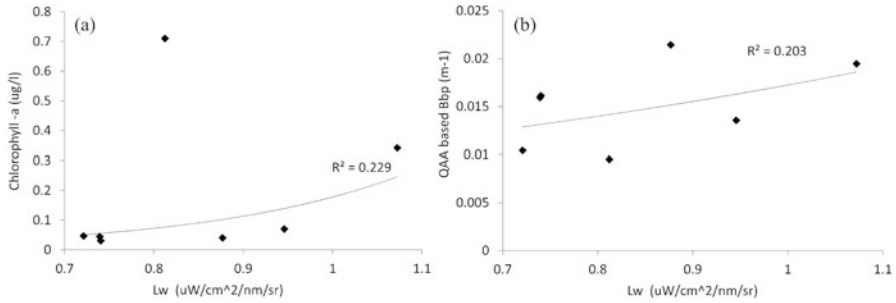 (a)
Chlorophyll -a (ug/l)
0.8
0.7
0.6
0.5
0.4
0.3
0.2
0.1
0
R² = 0.229
0.7 0.8 0.9 1 1.1
Lw (uW/cm^2/nm/sr)
(b)
QAA based Bbp (m-1)
0.025
0.02
0.015
0.01
0.005
0
R² = 0.203
0.7 0.8 0.9 1 1.1
Lw (uW/cm^2/nm/sr)